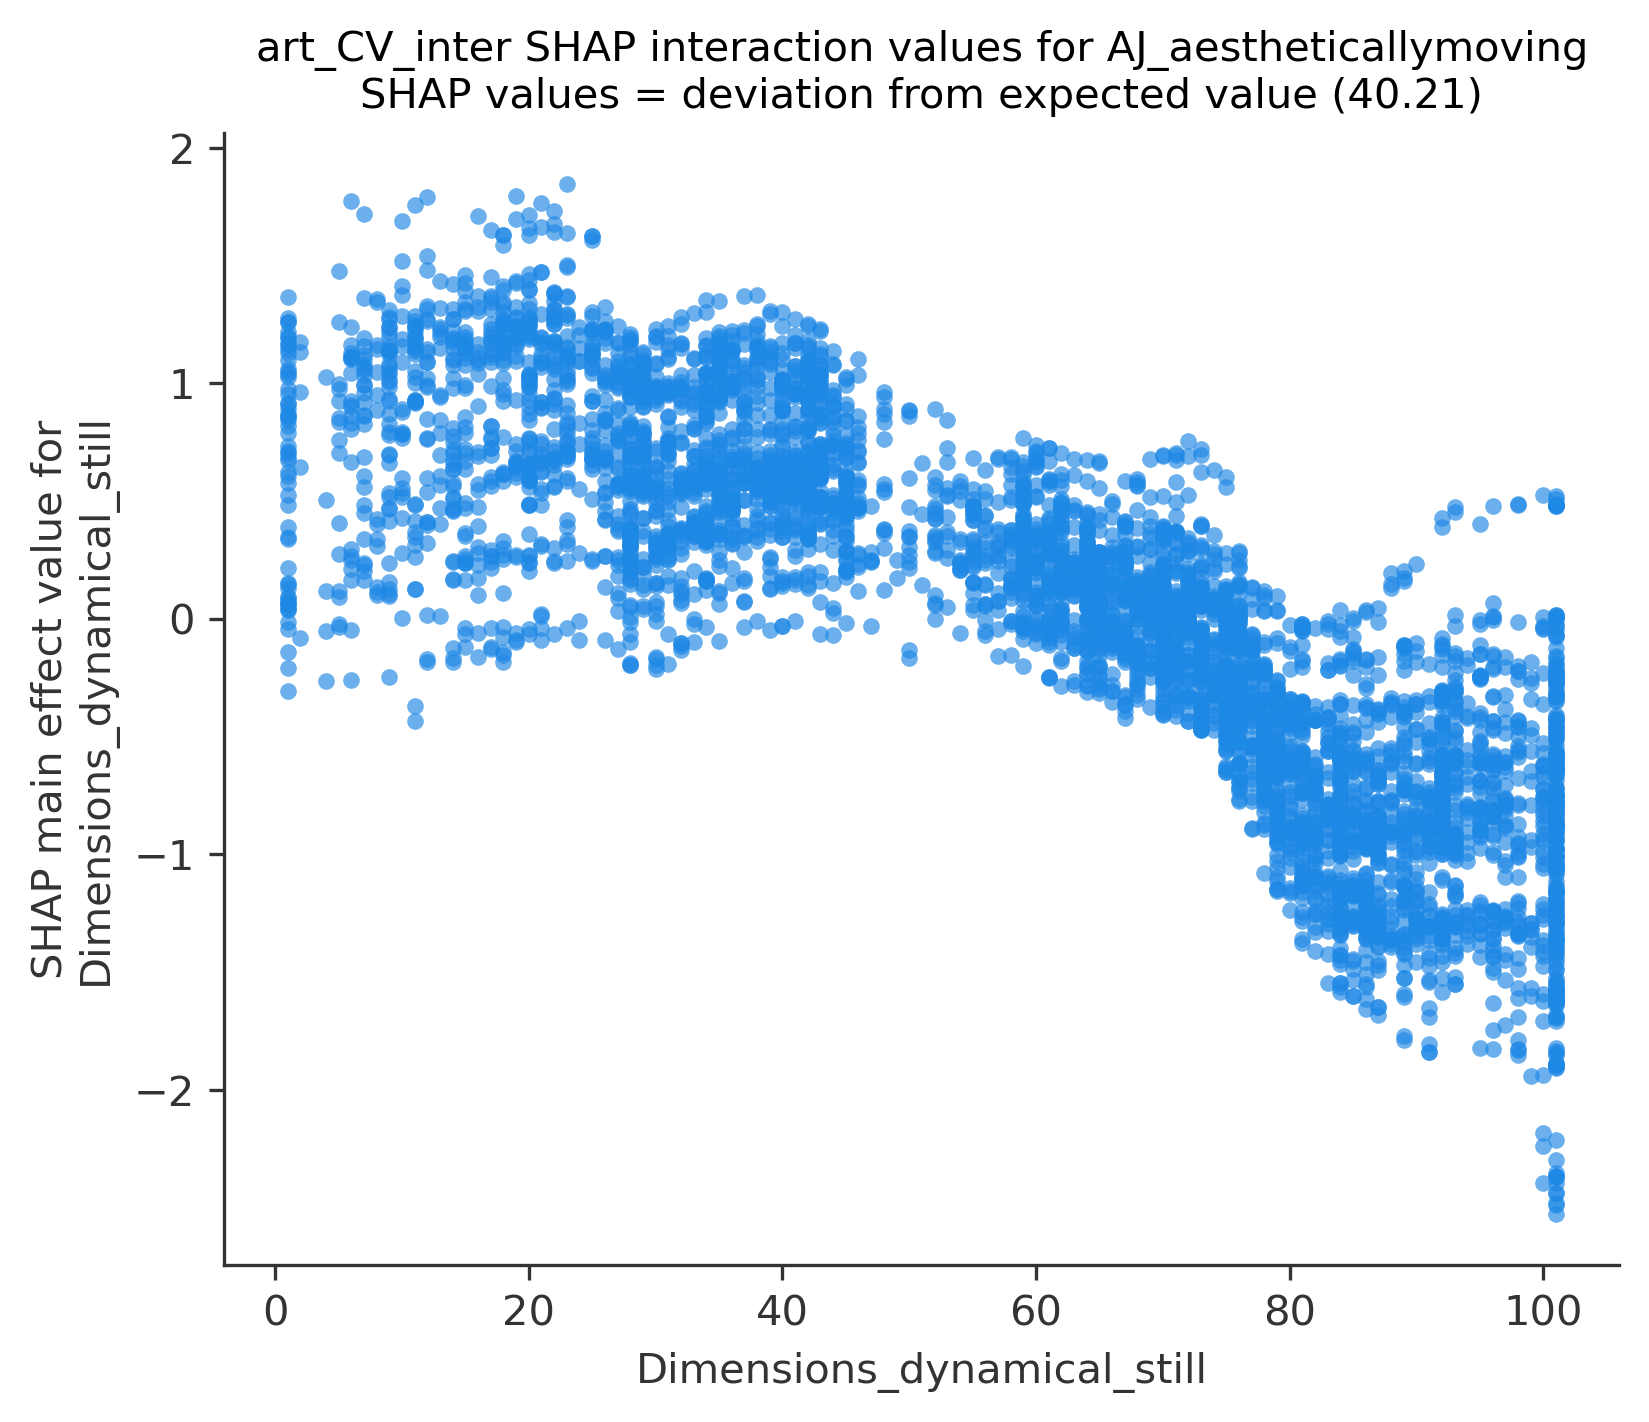 art_CV_inter SHAP interaction values for AJ_aestheticallymoving
SHAP values = deviation from expected value (40.21)
SHAP main effect value for
Dimensions_dynamical_still
2
1
0
−1
−2
0
20
40
60
80
100
Dimensions_dynamical_still